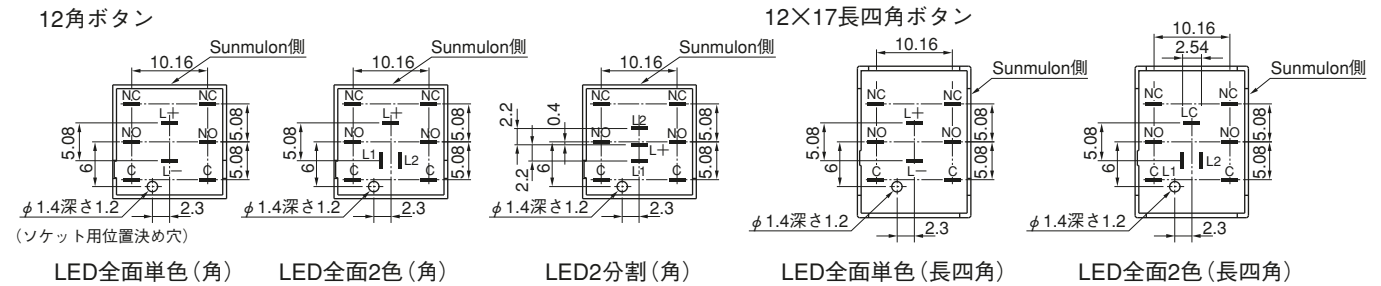 12角ボタン
12×17長四角ボタン
Sunmulon側
10.16
NC
NC
L+
NO
NO
L−
C
C
5.08
6
5.08
5.08
φ1.4深さ1.2
2.3
(ソケット用位置決め穴)
LED全面単色(角)
Sunmulon側
10.16
NC
NC
L+
NO
NO
L1
L2
C
C
5.08
6
5.08
5.08
φ1.4深さ1.2
2.3
LED全面2色(角)
Sunmulon側
10.16
NC
NC
L2
NO
NO
L+
C
L1
C
2.2
0.4
2.2
6
5.08
5.08
φ1.4深さ1.2
2.3
LED2分割(角)
Sunmulon側
10.16
NC
NC
L+
NO
NO
L−
C
C
5.08
6
5.08
5.08
φ1.4深さ1.2
2.3
LED全面単色(長四角)
Sunmulon側
10.16
2.54
NC
NC
LC
NO
NO
L2
C
L1
C
5.08
6
5.08
5.08
φ1.4深さ1.2
2.3
LED全面2色(長四角)